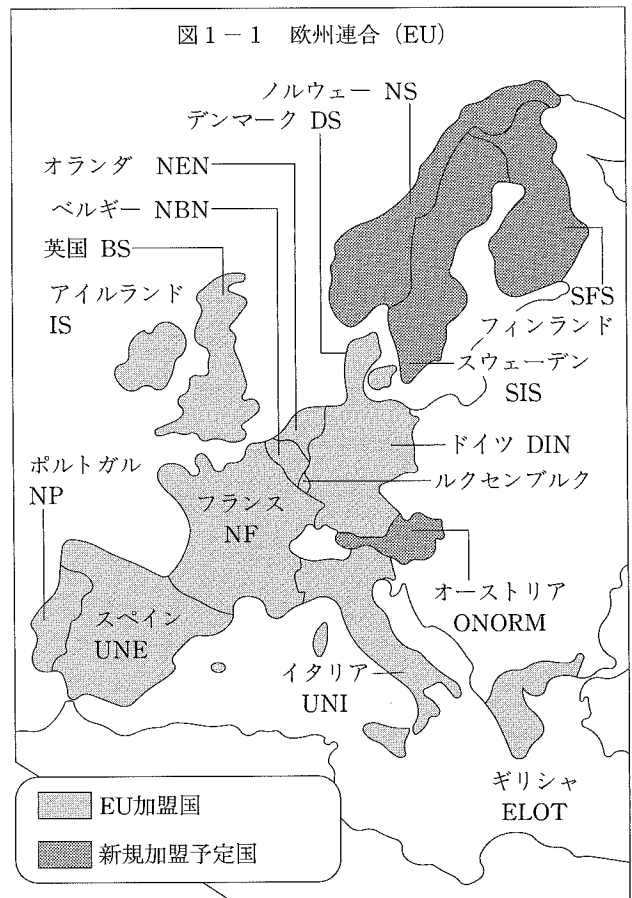 図1－1 欧州連合（EU）
ノルウェー NS
デンマーク DS
オランダ NEN
ベルギー NBN
英国 BS
アイルランド
IS
SFS
フィンランド
スウェーデン
SIS
ドイツ DIN
ルクセンブルク
ポルトガル
NP
フランス
NF
オーストリア
ONORM
スペイン
UNE
イタリア
UNI
ギリシャ
ELOT
EU加盟国
新規加盟予定国